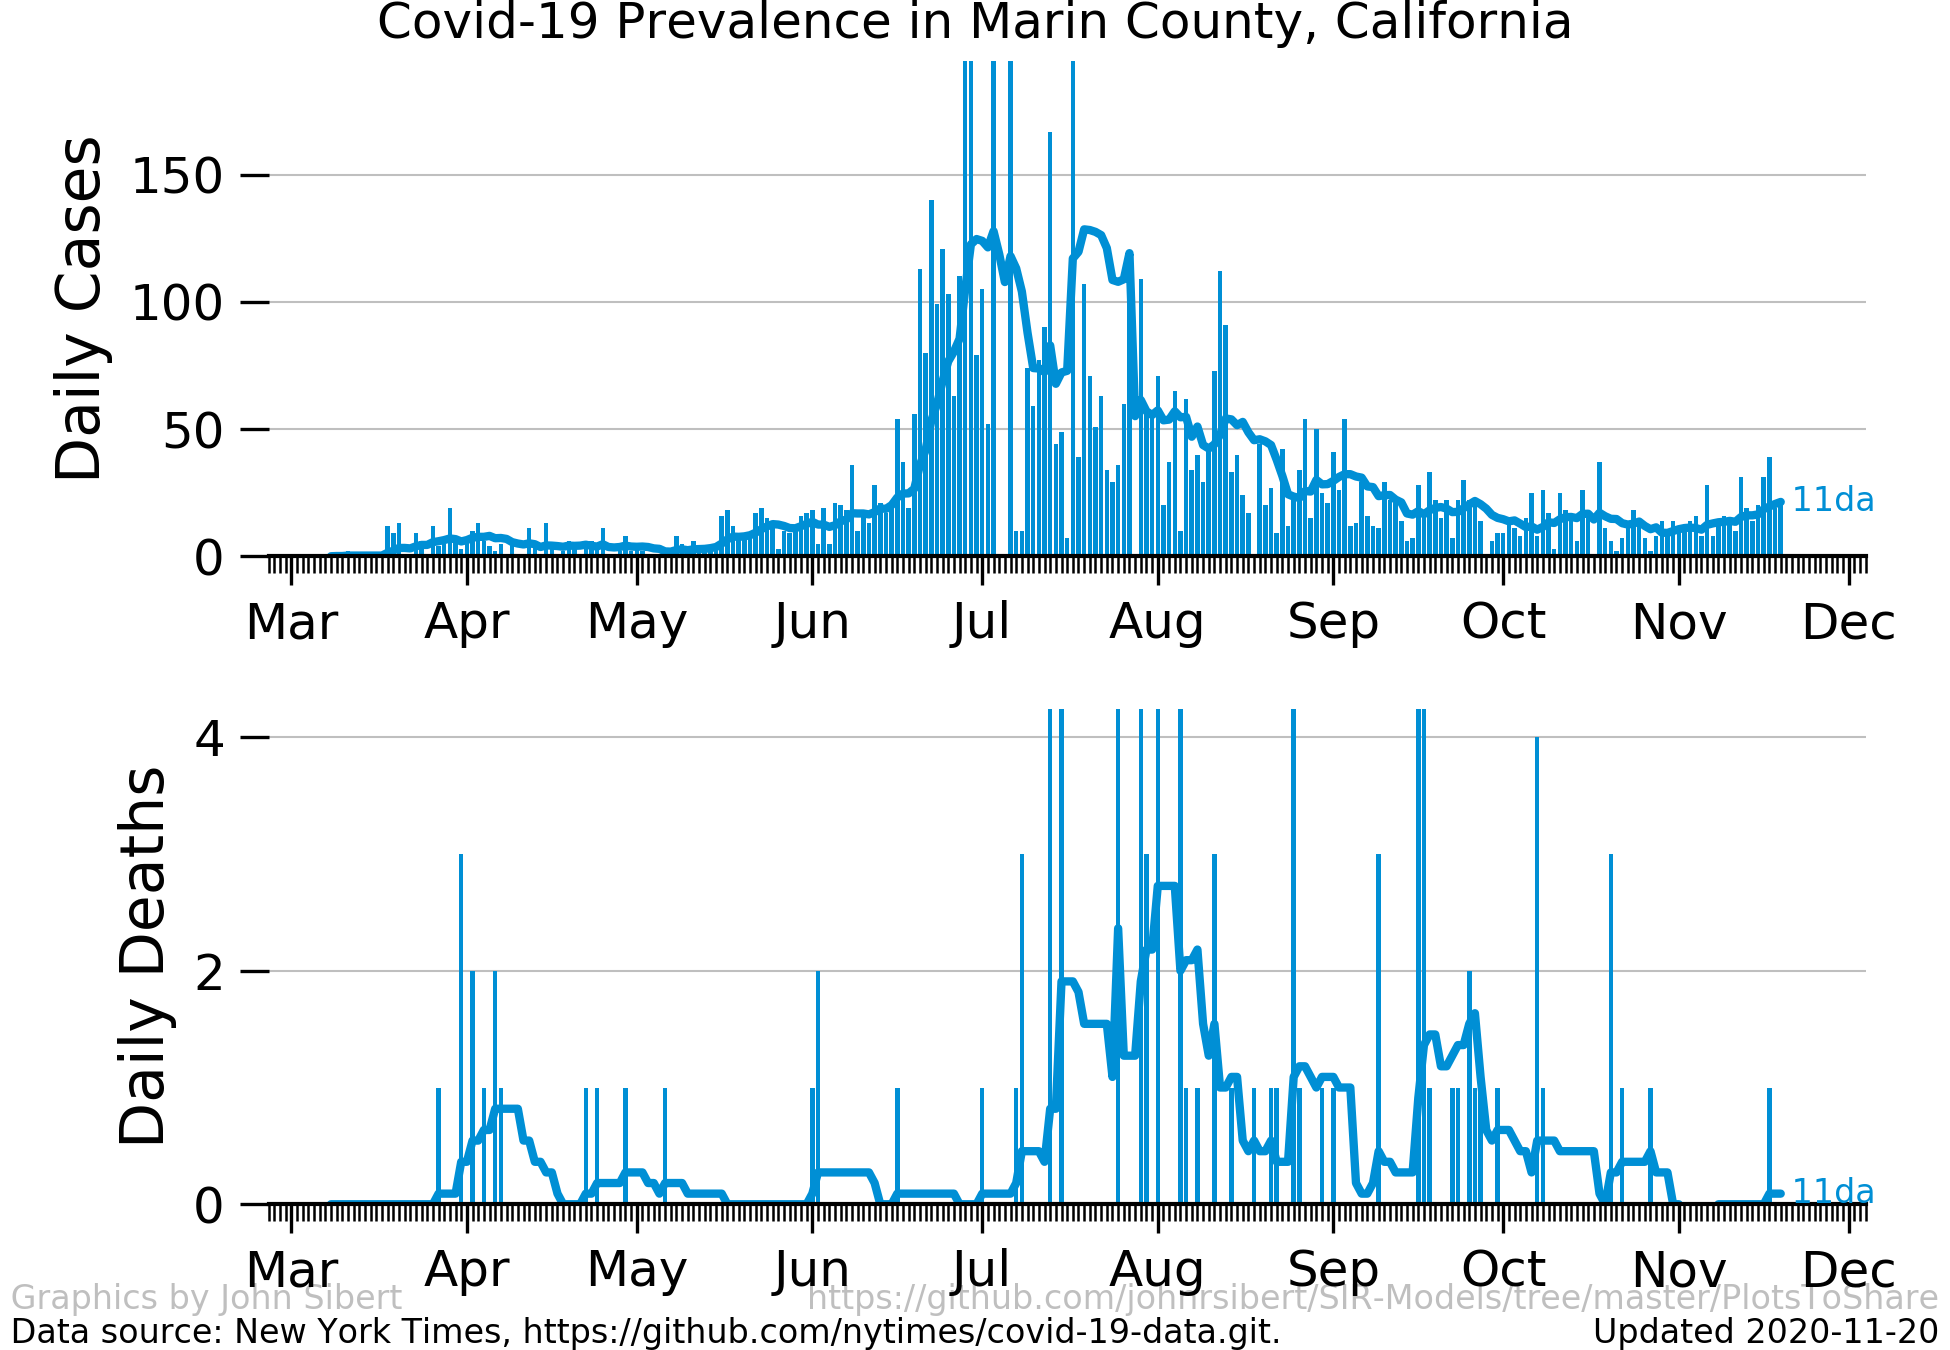 Covid-19 Prevalence in Marin County, California
Daily Cases
150
100
50
0
Mar Apr May Jun Jul Aug Sep Oct Nov Dec
11da
Daily Deaths
4
2
0
11da
Mar Apr May Jun Jul Aug Sep Oct Nov Dec
Graphics by John Sibert https://github.com/johnrsibert/SIR-Models/tree/master/PlotsToShare
Data source: New York Times, https://github.com/nytimes/covid-19-data.git. Updated 2020-11-20